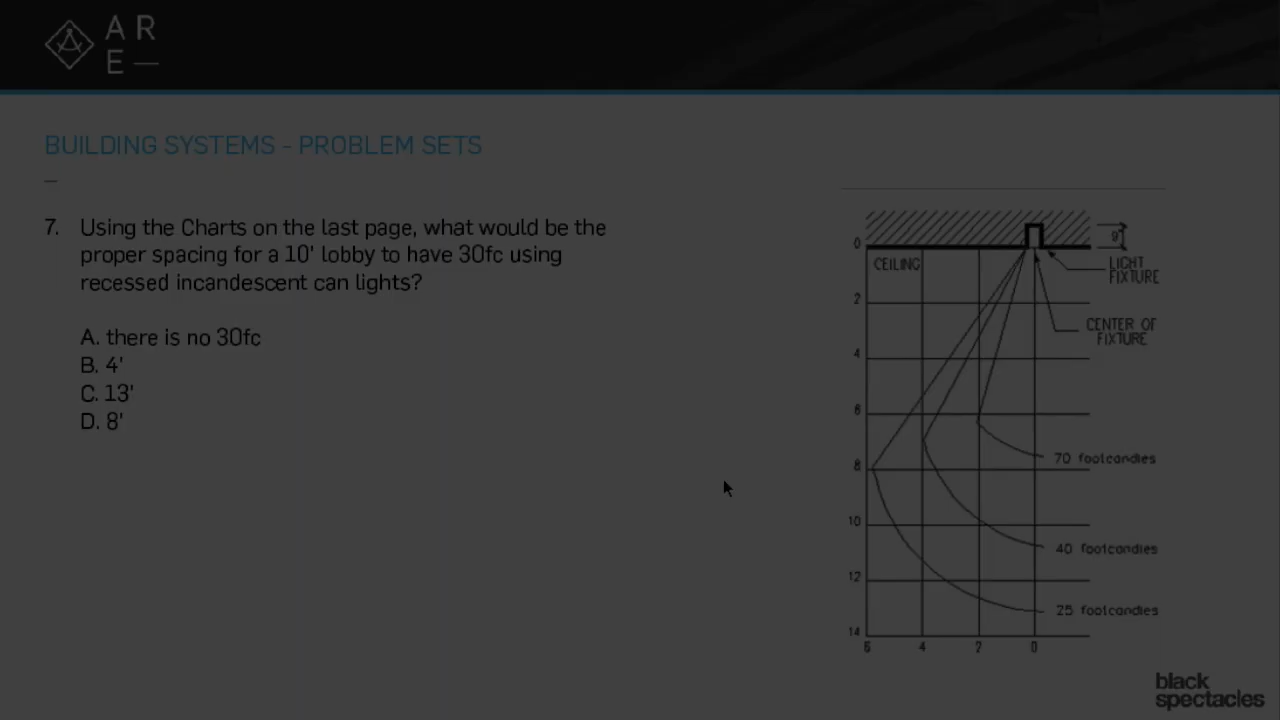 A R
E —
BUILDING SYSTEMS - PROBLEM SETS
—
7. Using the Charts on the last page, what would be the
proper spacing for a 10' lobby to have 30fc using
recessed incandescent can lights?
A. there is no 30fc
B. 4'
C. 13'
D. 8'
9"
0
CEILING
LIGHT
FIXTURE
2
CENTER OF
FIXTURE
4
6
70 footcandles
8
10
40 footcandles
12
25 footcandles
14
6 4 2 0
black
spectacles